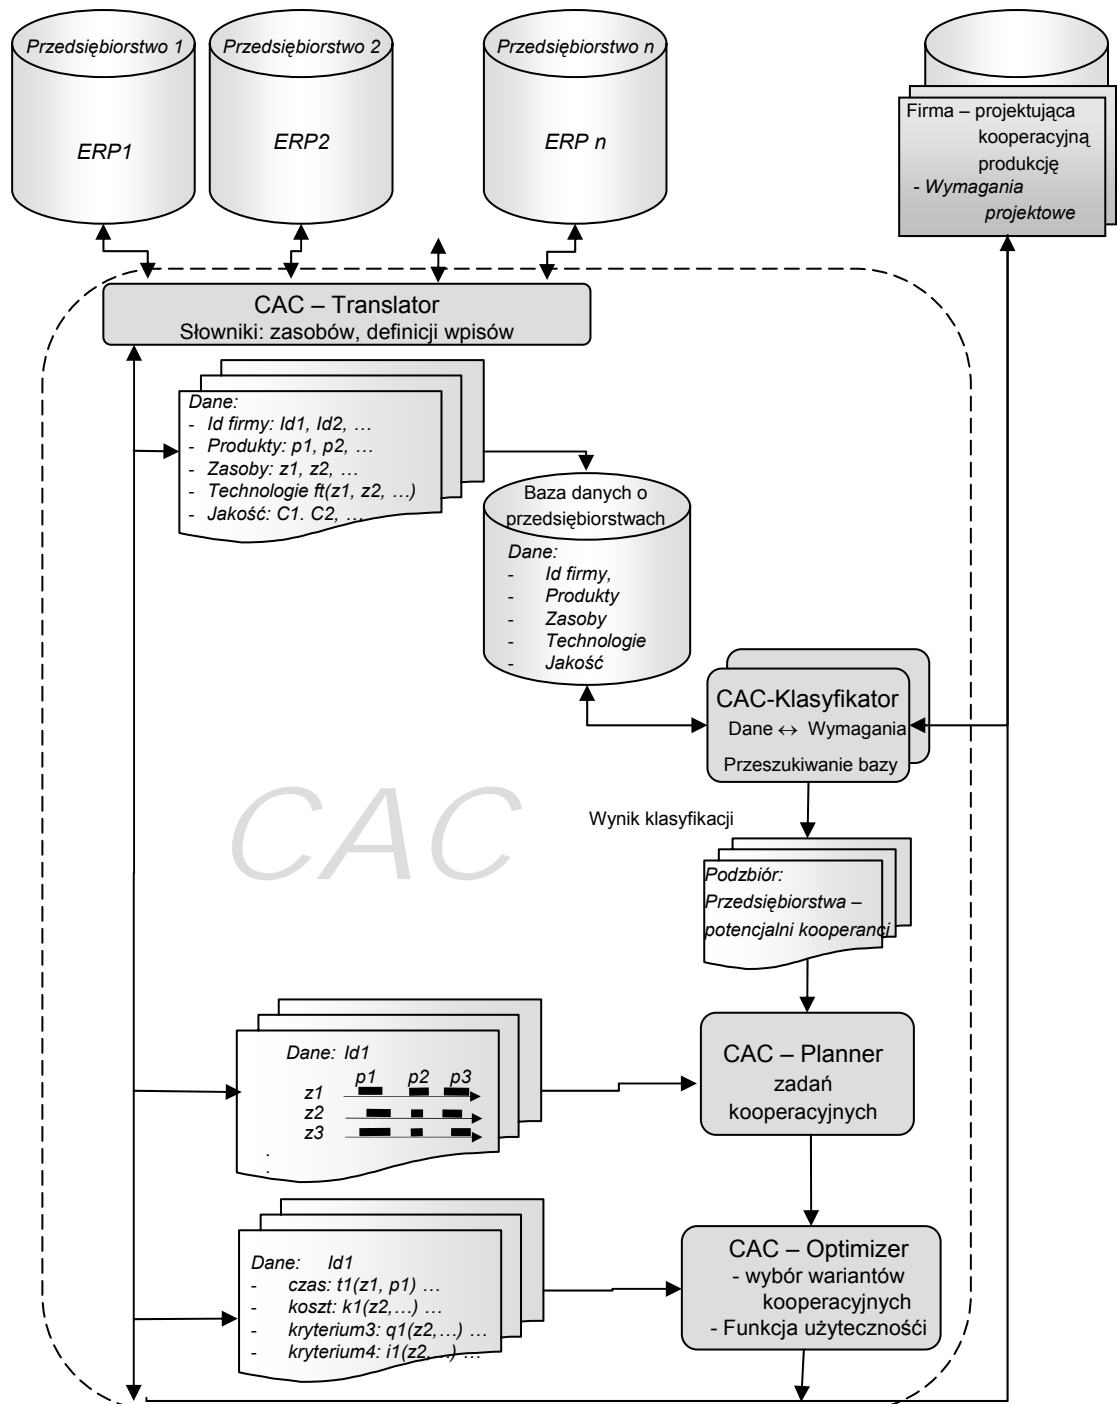 Przedsiębiorstwo 1
Przedsiębiorstwo 2
Przedsiębiorstwo n
ERP1
ERP2
ERP n
Firma – projektująca
kooperacyjną
produkcję
- Wymagania
projektowe
CAC – Translator
Słowniki: zasobów, definicji wpisów
Dane:
- Id firmy: Id1, Id2, …
- Produkty: p1, p2, …
- Zasoby: z1, z2, …
- Technologie ft(z1, z2, …)
- Jakość: C1. C2, …
Baza danych o
przedsiębiorstwach
Dane:
- Id firmy,
- Produkty
- Zasoby
- Technologie
- Jakość
CAC-Klasyfikator
Dane ↔ Wymagania
Przeszukiwanie bazy
CAC
Wynik klasyfikacji
Podzbiór:
Przedsiębiorstwa –
potencjalni kooperanci
Dane: Id1
p1 p2 p3
z1
z2
z3
.
.
CAC – Planner
zadań
kooperacyjnych
Dane: Id1
- czas: t1(z1, p1) …
- koszt: k1(z2,…) …
- kryterium3: q1(z2,…) …
- kryterium4: i1(z2,…) …
CAC – Optimizer
- wybór wariantów
kooperacyjnych
- Funkcja użytecznośći